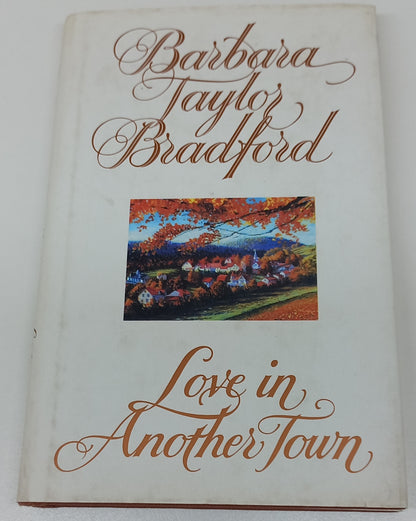 Barbara
Taylor
Bradford
Love in
Another Town